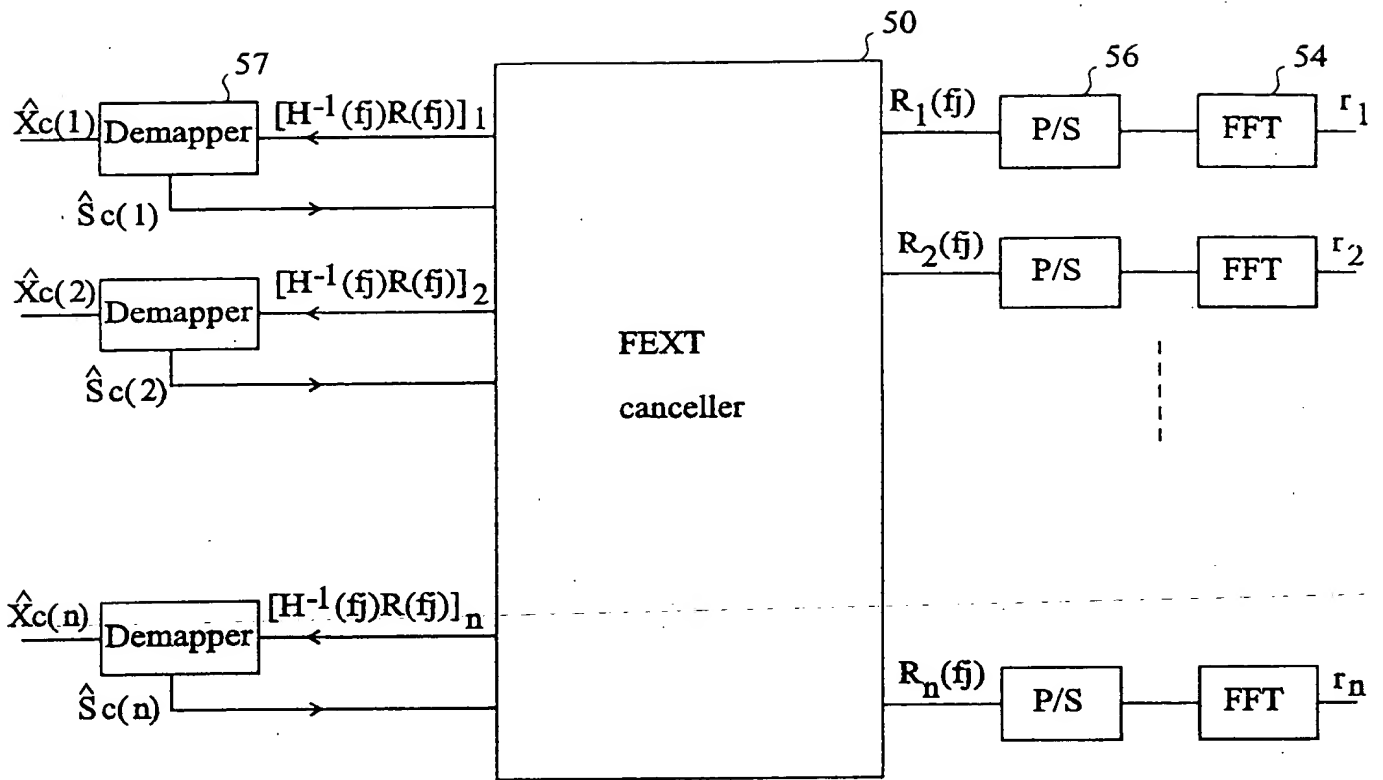 50
57
56
54
X̂c(1)
Demapper
[H⁻¹(fj)R(fj)]₁
R₁(fj)
P/S
FFT
r₁
Ŝc(1)
X̂c(2)
Demapper
[H⁻¹(fj)R(fj)]₂
R₂(fj)
P/S
FFT
r₂
Ŝc(2)
FEXT
canceller
X̂c(n)
Demapper
[H⁻¹(fj)R(fj)]ₙ
Rₙ(fj)
P/S
FFT
rₙ
Ŝc(n)